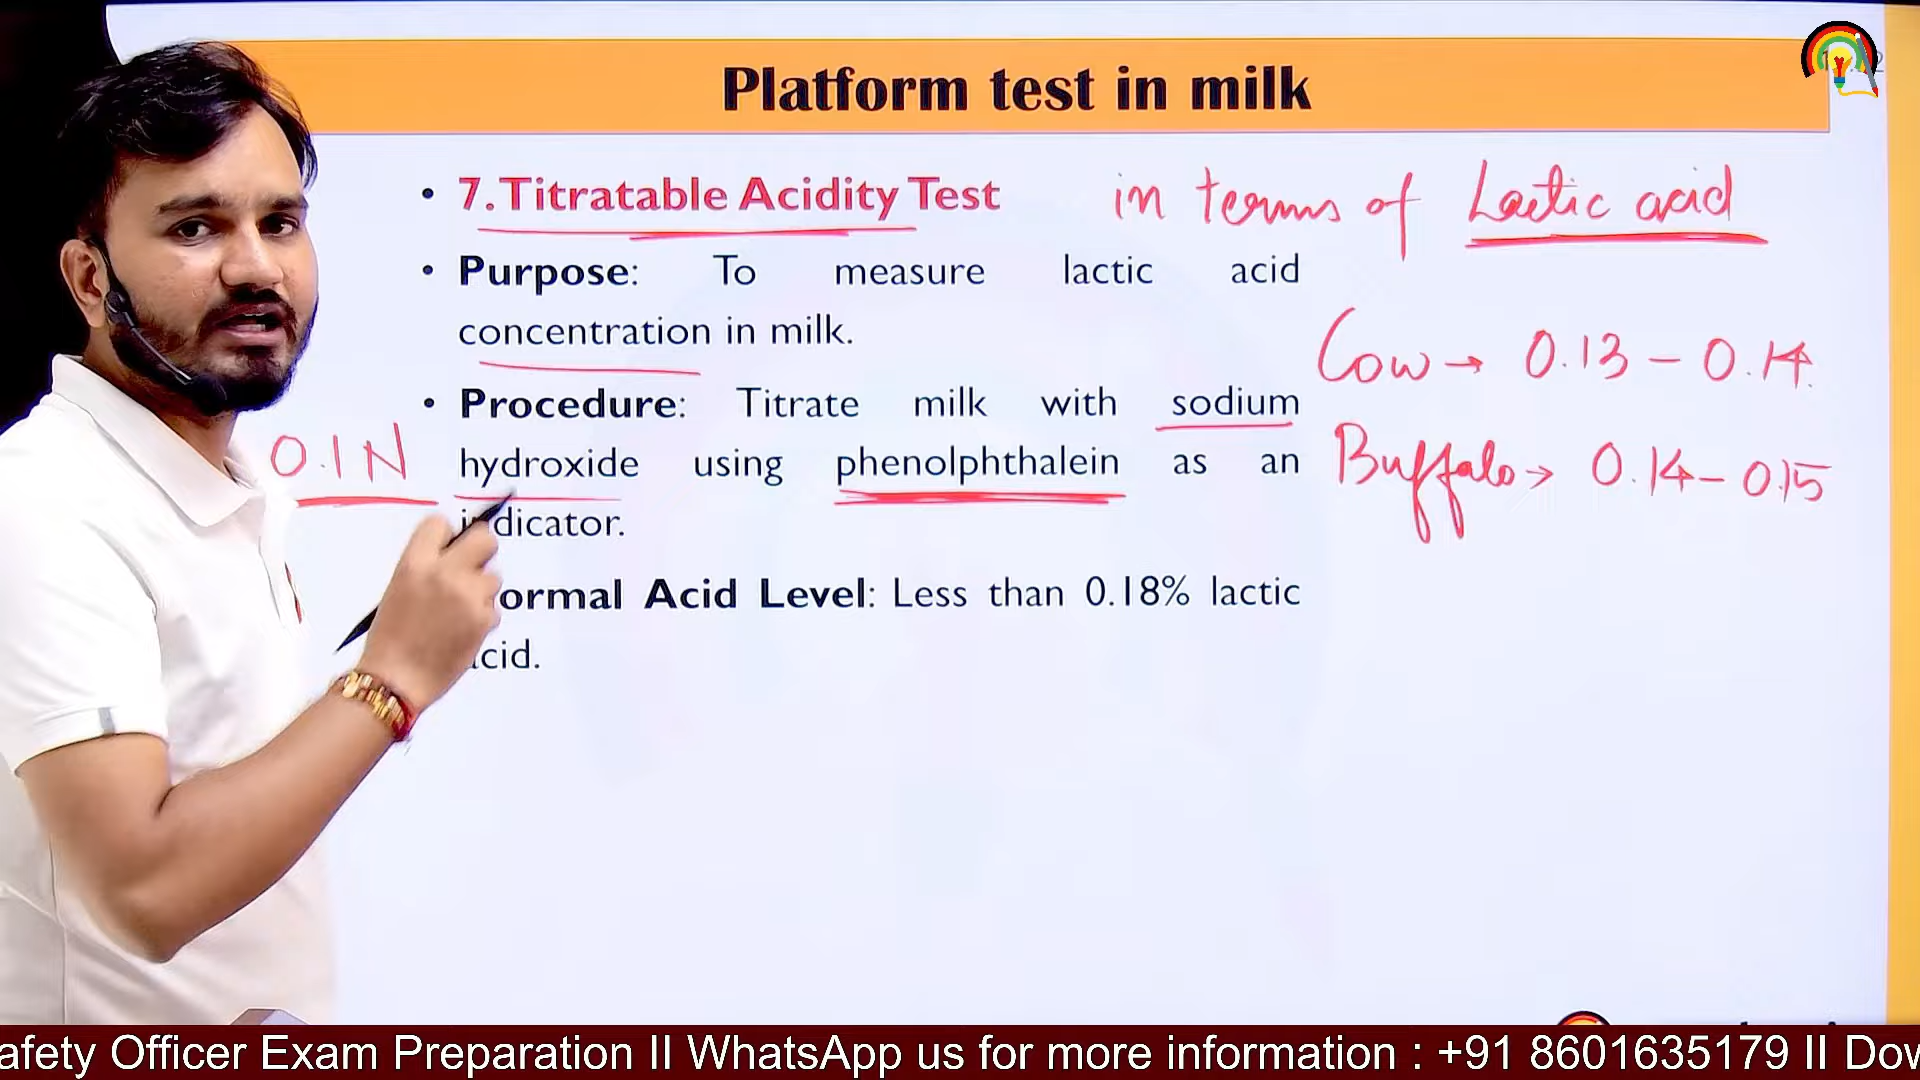 Platform test in milk
• 7.Titratable Acidity Test in terms of Lactic acid
• Purpose: To measure lactic acid
concentration in milk.
Cow → 0.13 – 0.14
• Procedure: Titrate milk with sodium
0.1N hydroxide using phenolphthalein as an
Buffalo → 0.14 – 0.15
indicator.
ormal Acid Level: Less than 0.18% lactic
cid.
afety Officer Exam Preparation II WhatsApp us for more information : +91 8601635179 II Dow